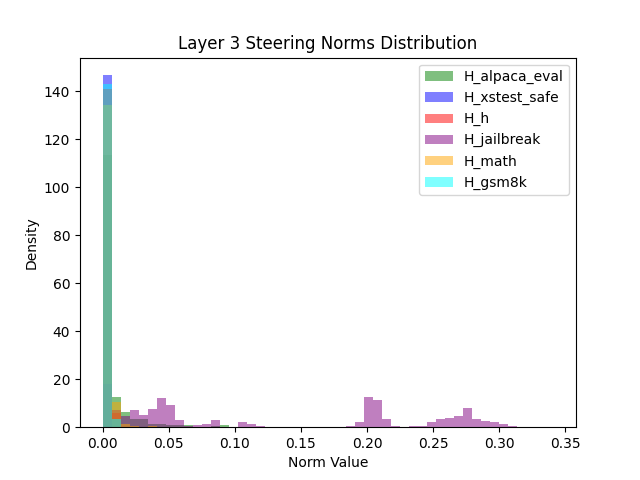 Layer 3 Steering Norms Distribution
H_alpaca_eval
H_xstest_safe
H_h
H_jailbreak
H_math
H_gsm8k
140
120
100
80
60
40
20
0
Density
0.00 0.05 0.10 0.15 0.20 0.25 0.30 0.35
Norm Value